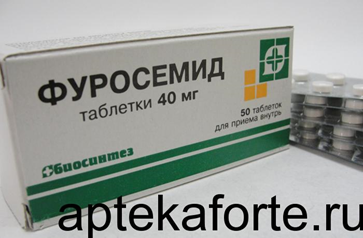 ФУРОСЕМИД
таблетки 40 мг
50 таблеток
для приема внутрь
биосинтез
aptekaforte.ru